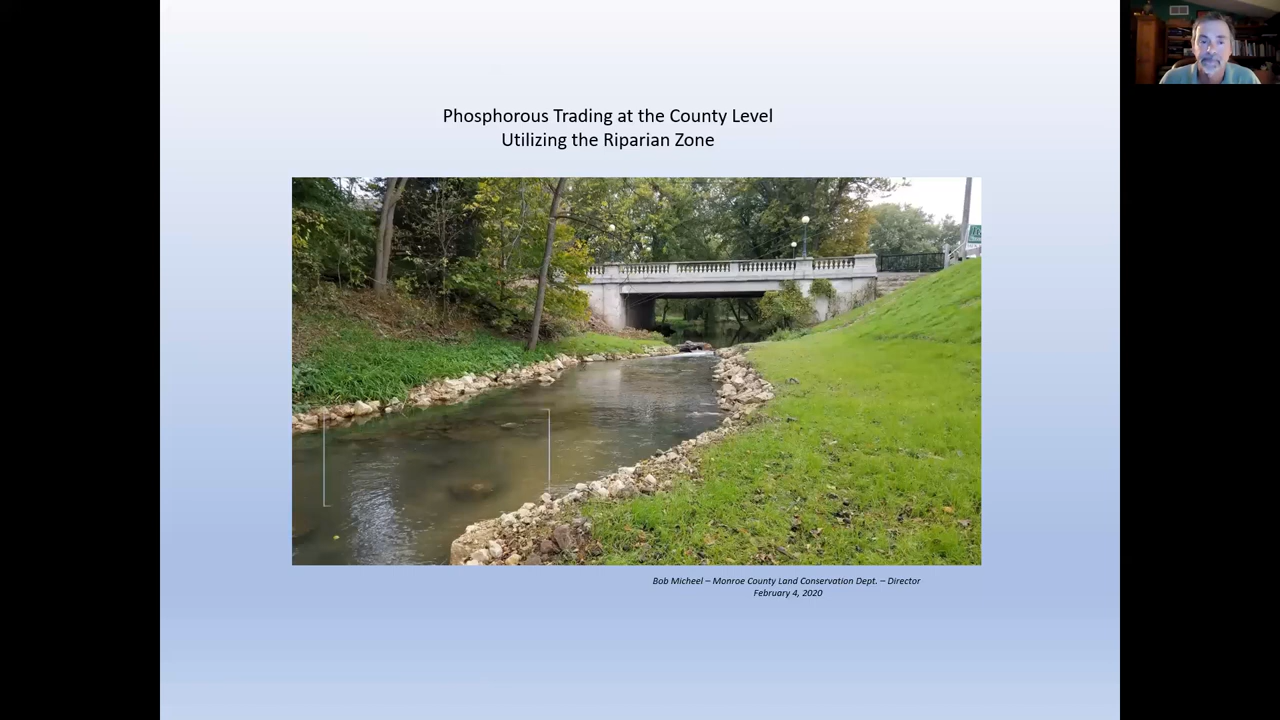 Phosphorous Trading at the County Level
Utilizing the Riparian Zone
Bob Micheel – Monroe County Land Conservation Dept. – Director
February 4, 2020